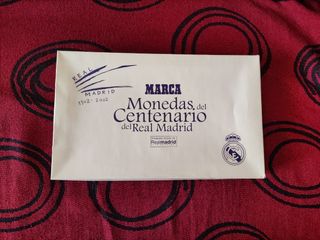 REAL
MADRID
1902-2002
MARCA
Monedas del
Centenario
del Real Madrid
Realmadrid